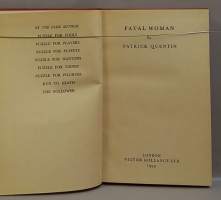 BY THE SAME AUTHOR
PUZZLE FOR FOOLS
PUZZLE FOR PLAYERS
PUZZLE FOR PUPPETS
PUZZLE FOR WANTONS
PUZZLE FOR FIENDS
PUZZLE FOR PILGRIMS
RUN TO DEATH
THE FOLLOWER
FATAL WOMAN
by
PATRICK QUENTIN
LONDON
VICTOR GOLLANCZ LTD